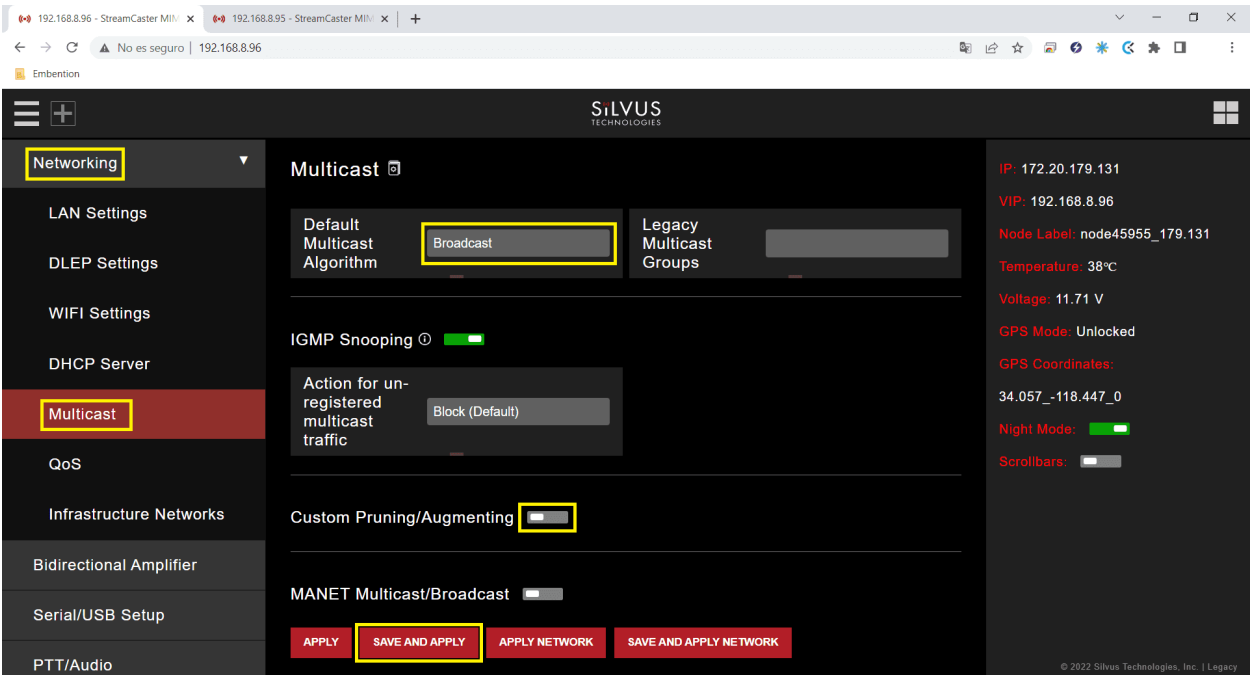 192.168.8.96 - StreamCaster MIM
192.168.8.95 - StreamCaster MIM
No es seguro | 192.168.8.96
Embention
SiLVUS
TECHNOLOGIES
Networking ▼
LAN Settings
DLEP Settings
WIFI Settings
DHCP Server
Multicast
QoS
Infrastructure Networks
Bidirectional Amplifier
Serial/USB Setup
PTT/Audio
Multicast
Default
Multicast
Algorithm
Broadcast
Legacy
Multicast
Groups
IGMP Snooping
Action for un-
registered
multicast
traffic
Block (Default)
Custom Pruning/Augmenting
MANET Multicast/Broadcast
APPLY
SAVE AND APPLY
APPLY NETWORK
SAVE AND APPLY NETWORK
IP: 172.20.179.131
VIP: 192.168.8.96
Node Label: node45955_179.131
Temperature: 38°C
Voltage: 11.71 V
GPS Mode: Unlocked
GPS Coordinates:
34.057_-118.447_0
Night Mode:
Scrollbars:
© 2022 Silvus Technologies, Inc. | Legacy